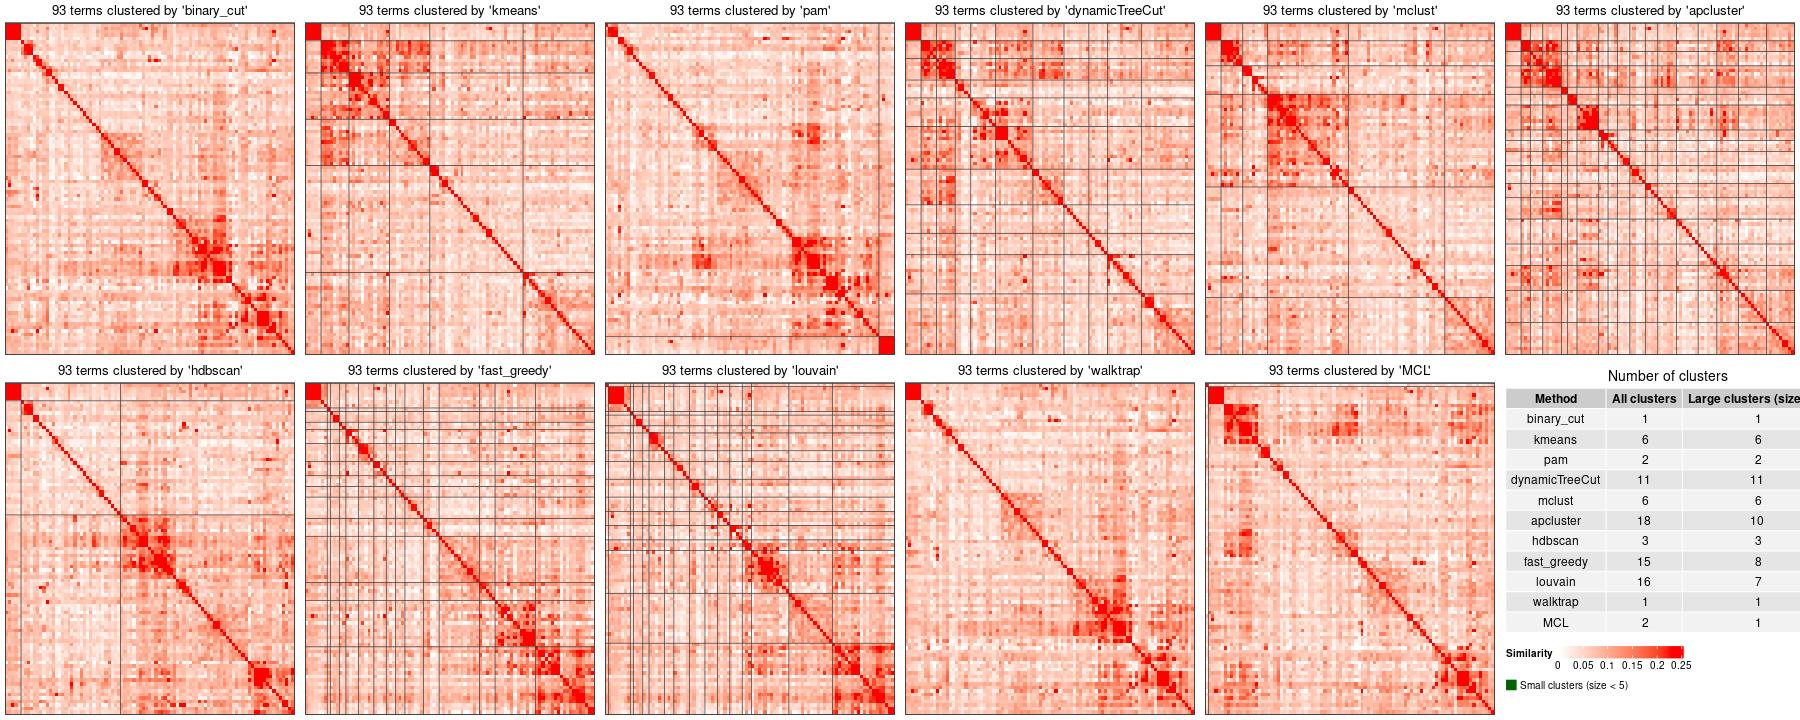 93 terms clustered by 'binary_cut'
93 terms clustered by 'kmeans'
93 terms clustered by 'pam'
93 terms clustered by 'dynamicTreeCut'
93 terms clustered by 'mclust'
93 terms clustered by 'apcluster'
93 terms clustered by 'hdbscan'
93 terms clustered by 'fast_greedy'
93 terms clustered by 'louvain'
93 terms clustered by 'walktrap'
93 terms clustered by 'MCL'
Number of clusters
Method All clusters Large clusters (size
binary_cut 1 1
kmeans 6 6
pam 2 2
dynamicTreeCut 11 11
mclust 6 6
apcluster 18 10
hdbscan 3 3
fast_greedy 15 8
louvain 16 7
walktrap 1 1
MCL 2 1
Similarity
0 0.05 0.1 0.15 0.2 0.25
Small clusters (size < 5)